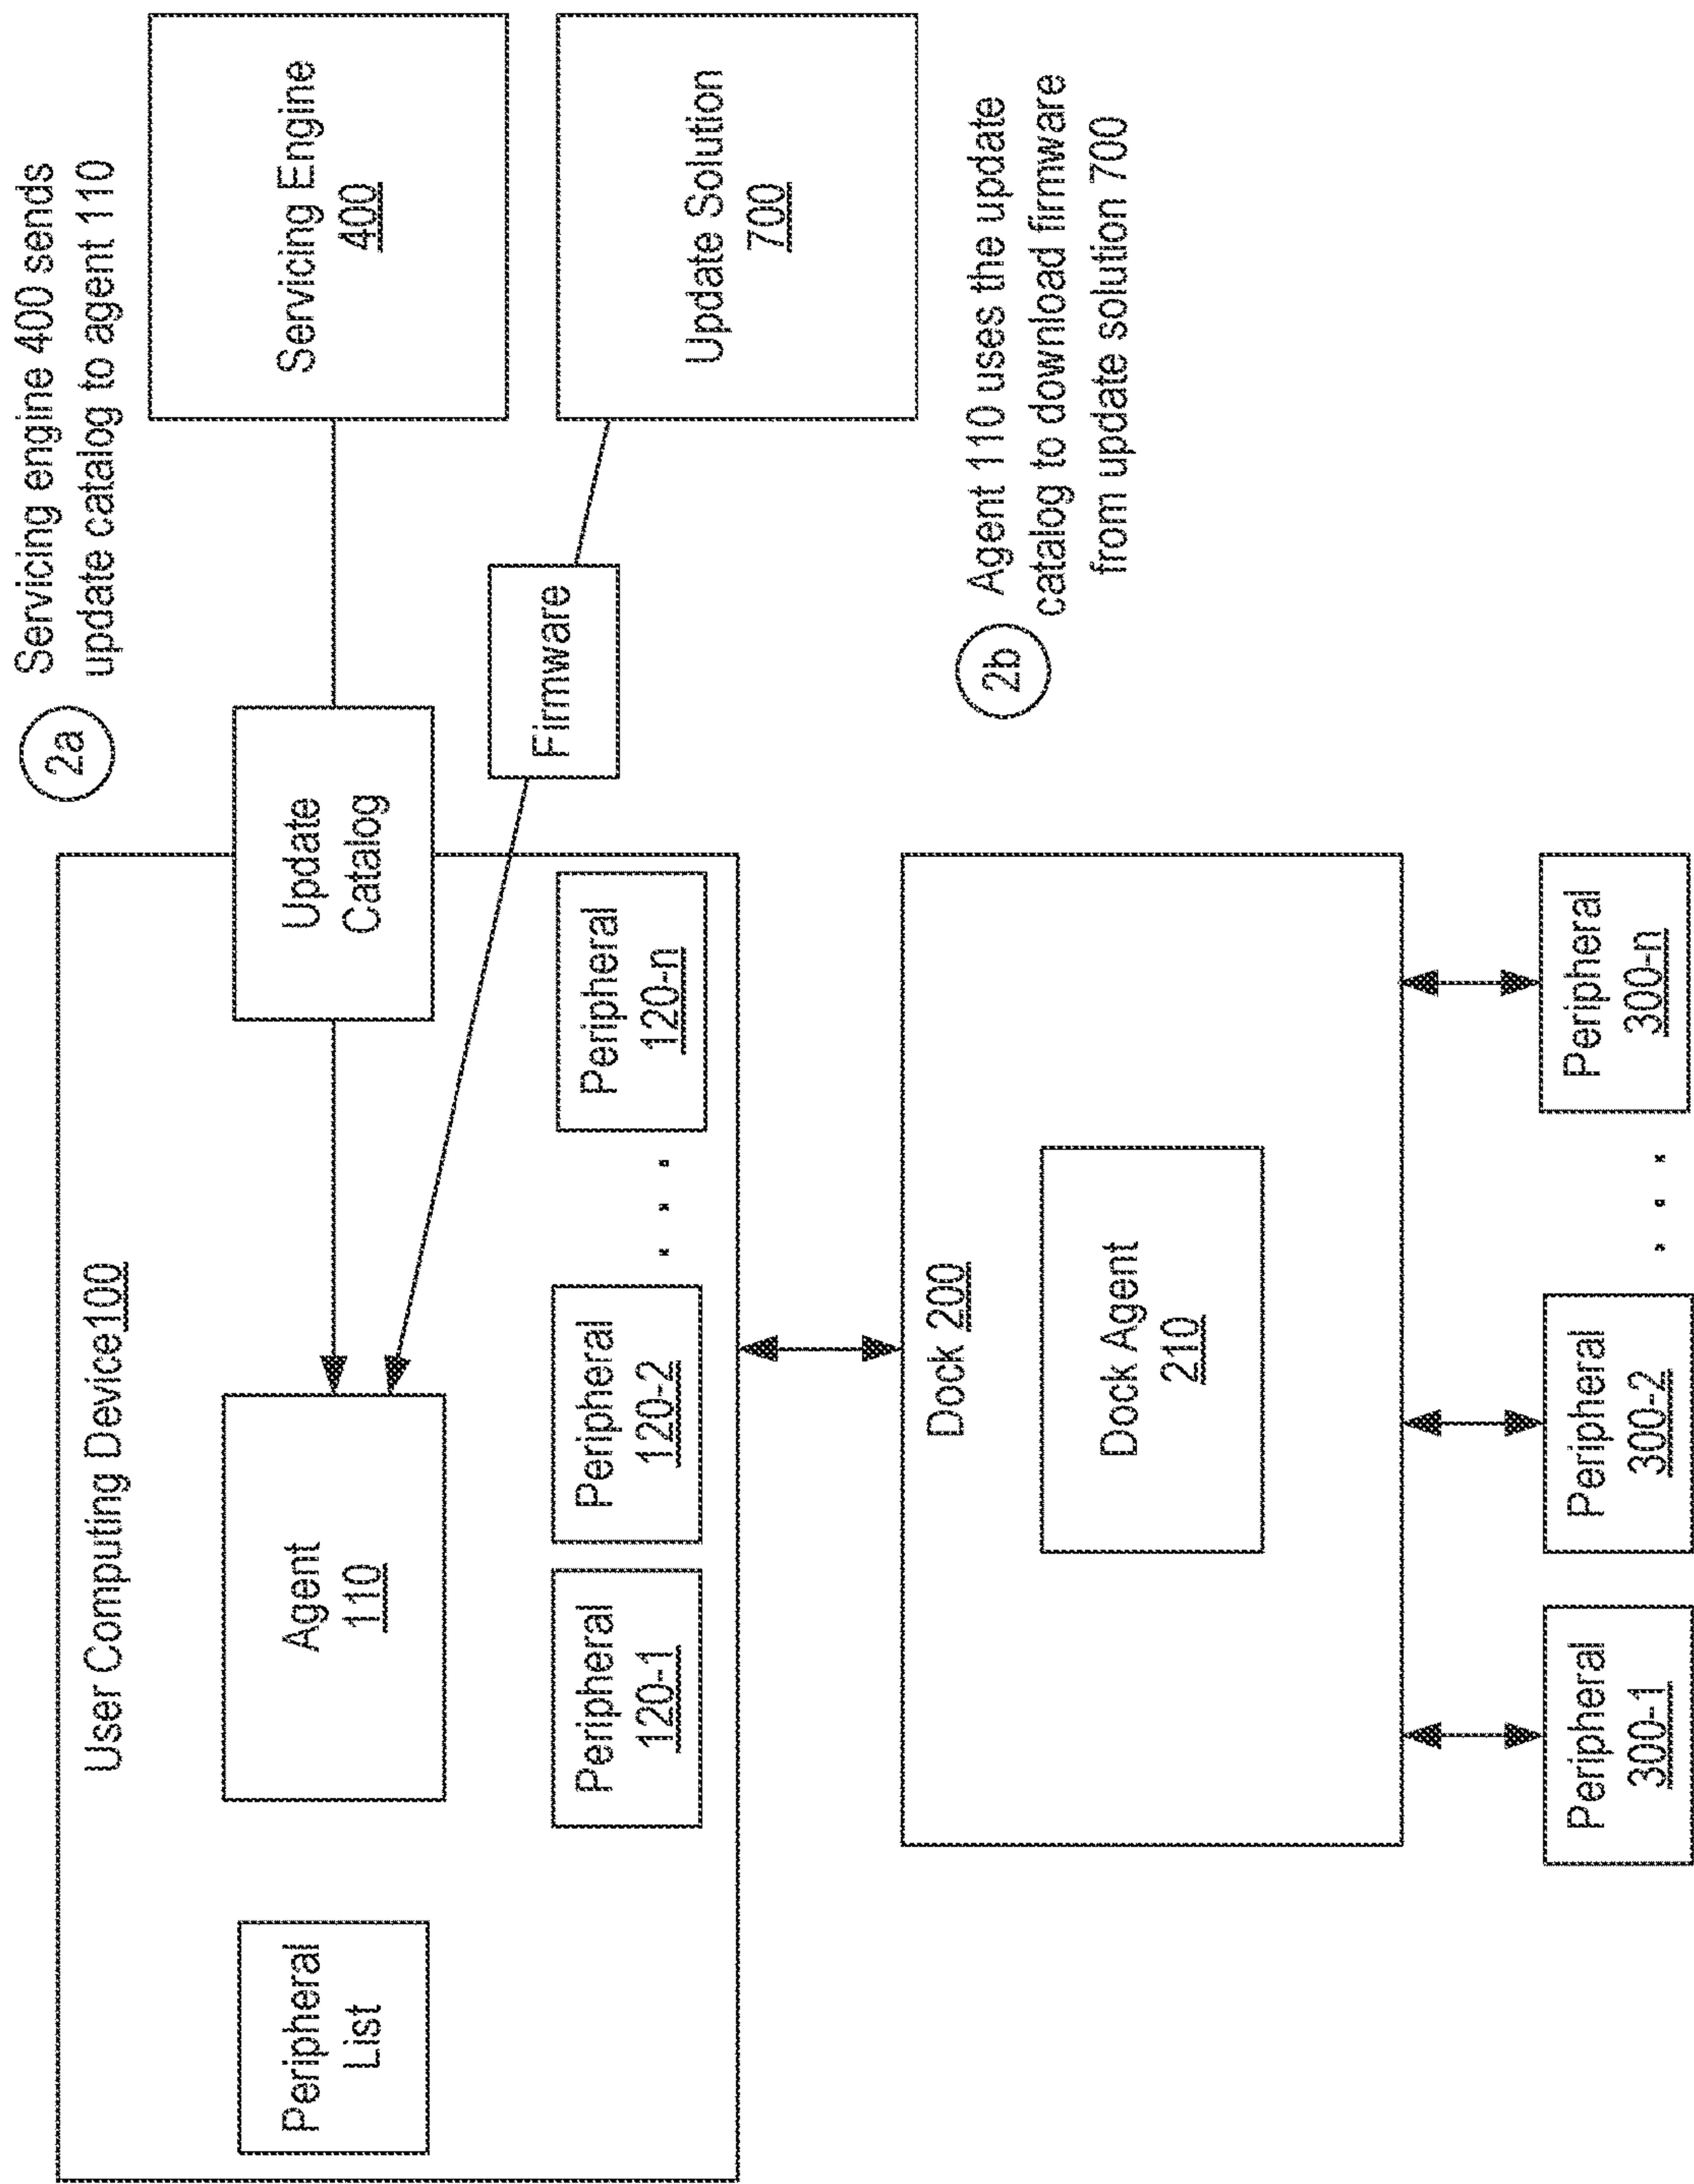 User Computing Device100
Peripheral
List
Agent
110
Update
Catalog
Peripheral
120-1
Peripheral
120-2
. . .
Peripheral
120-n
Firmware
2a
Servicing engine 400 sends
update catalog to agent 110
Servicing Engine
400
Update Solution
700
2b
Agent 110 uses the update
catalog to download firmware
from update solution 700
Dock 200
Dock Agent
210
Peripheral
300-1
Peripheral
300-2
. . .
Peripheral
300-n